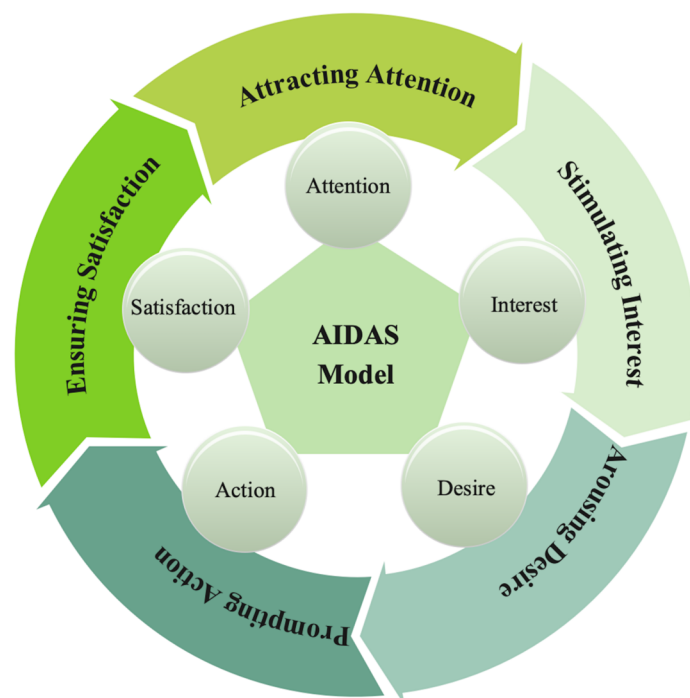 Attracting Attention
Stimulating Interest
Arousing Desire
Prompting Action
Ensuring Satisfaction
Attention
Interest
Desire
Action
Satisfaction
AIDAS
Model